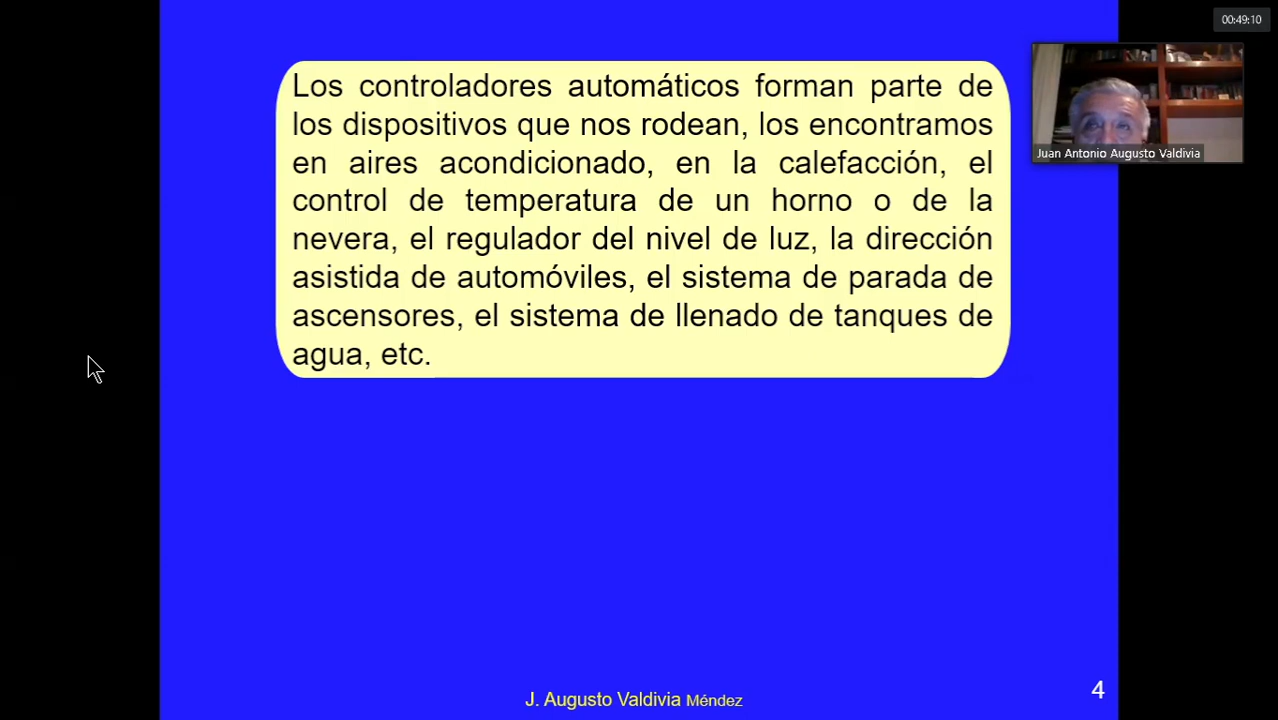 00:49:10
Los controladores automáticos forman parte de
los dispositivos que nos rodean, los encontramos
en aires acondicionado, en la calefacción, el
control de temperatura de un horno o de la
nevera, el regulador del nivel de luz, la dirección
asistida de automóviles, el sistema de parada de
ascensores, el sistema de llenado de tanques de
agua, etc.
Juan Antonio Augusto Valdivia
J. Augusto Valdivia Méndez
4